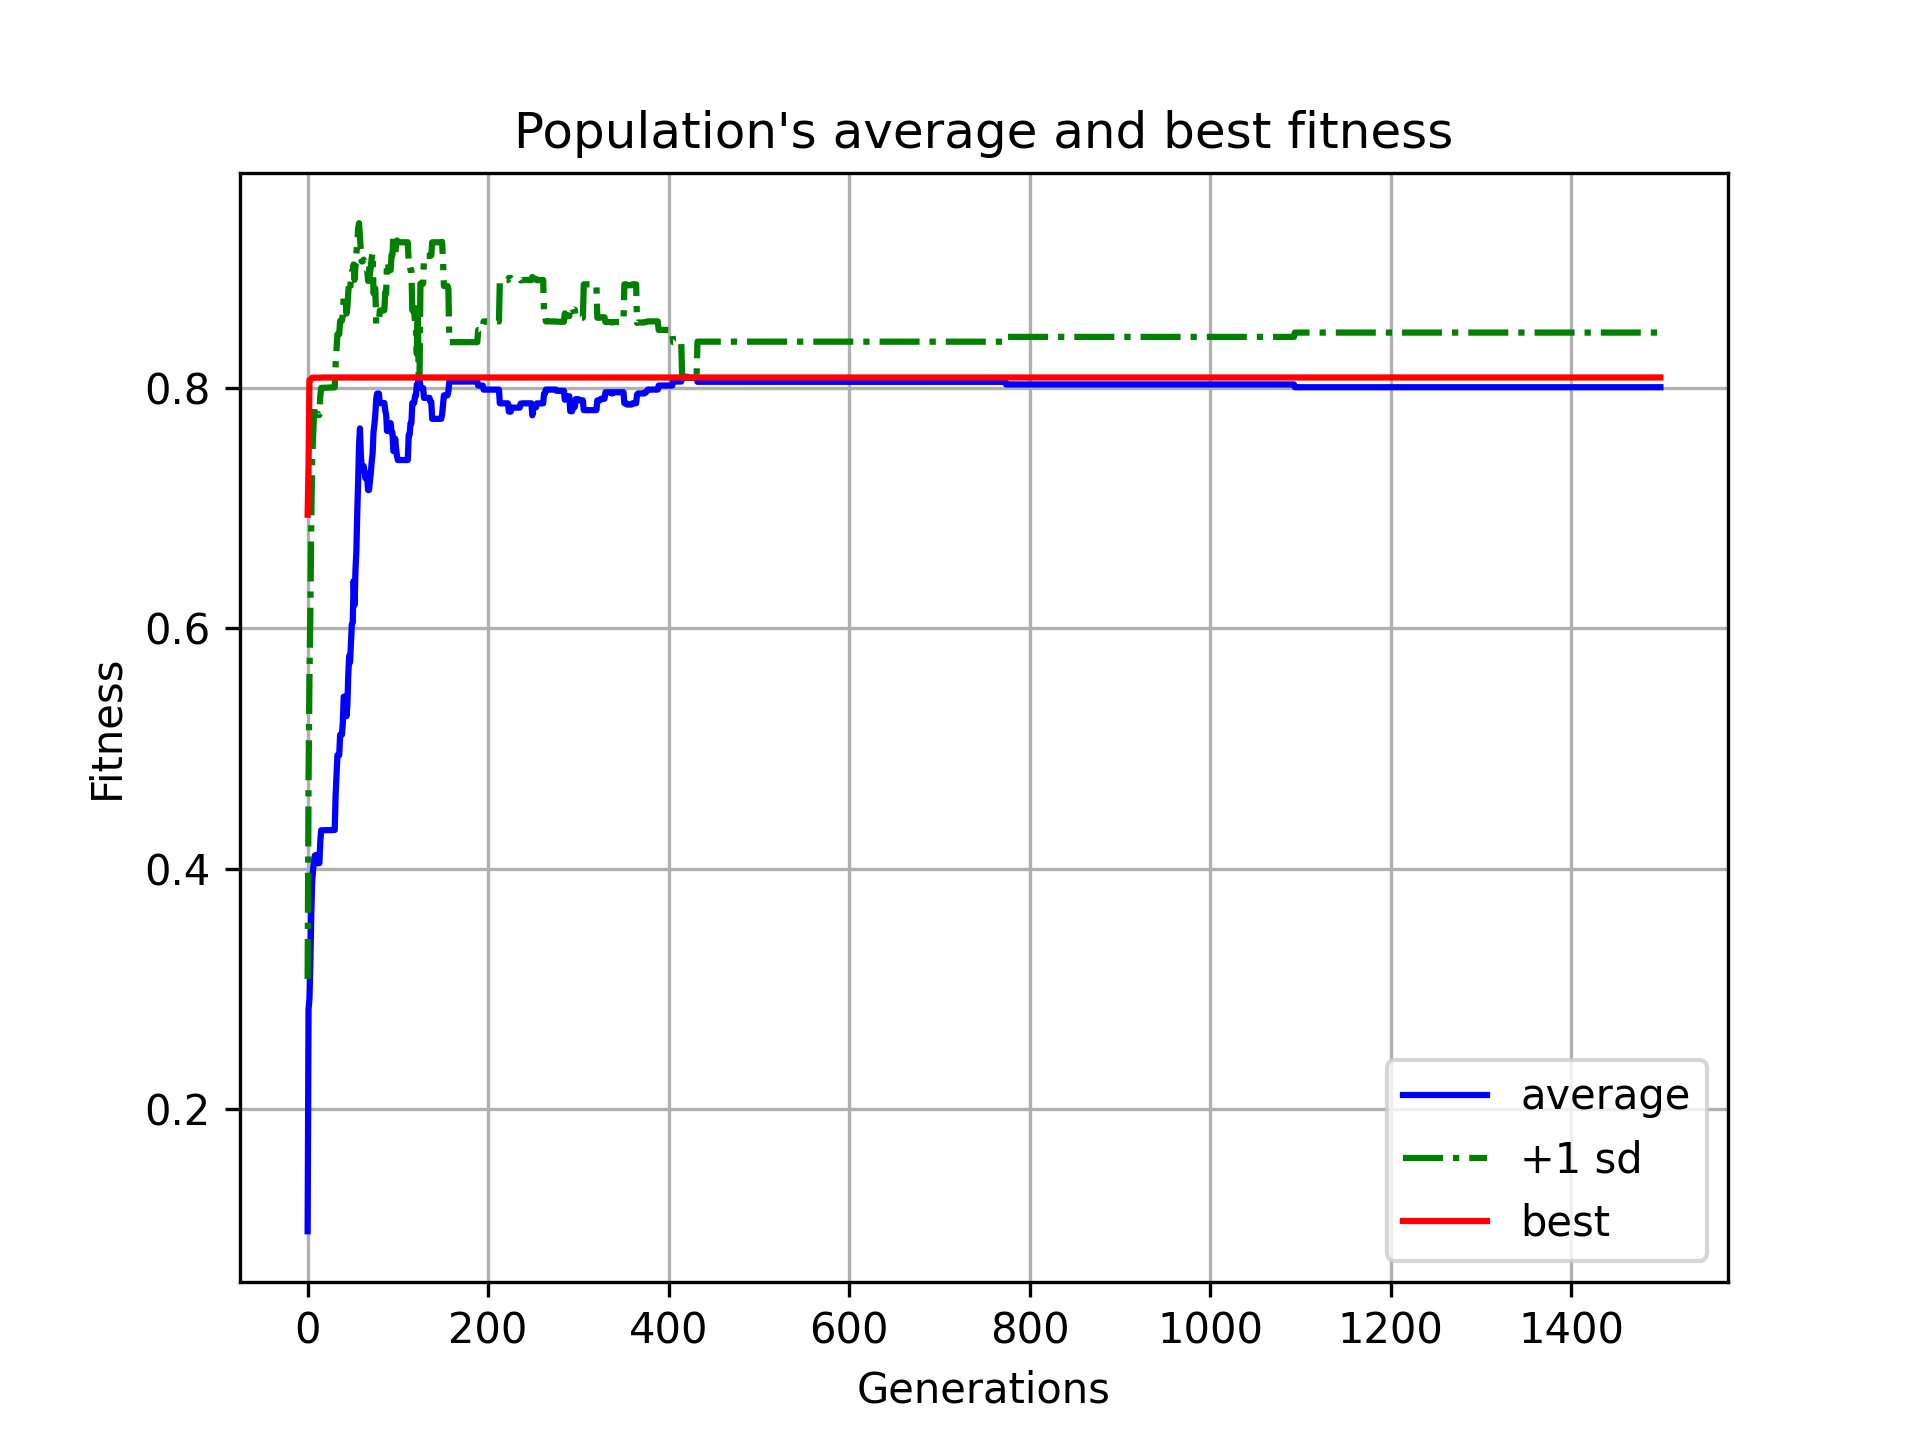 Population's average and best fitness
Fitness
0.8
0.6
0.4
0.2
0 200 400 600 800 1000 1200 1400
Generations
average
+1 sd
best